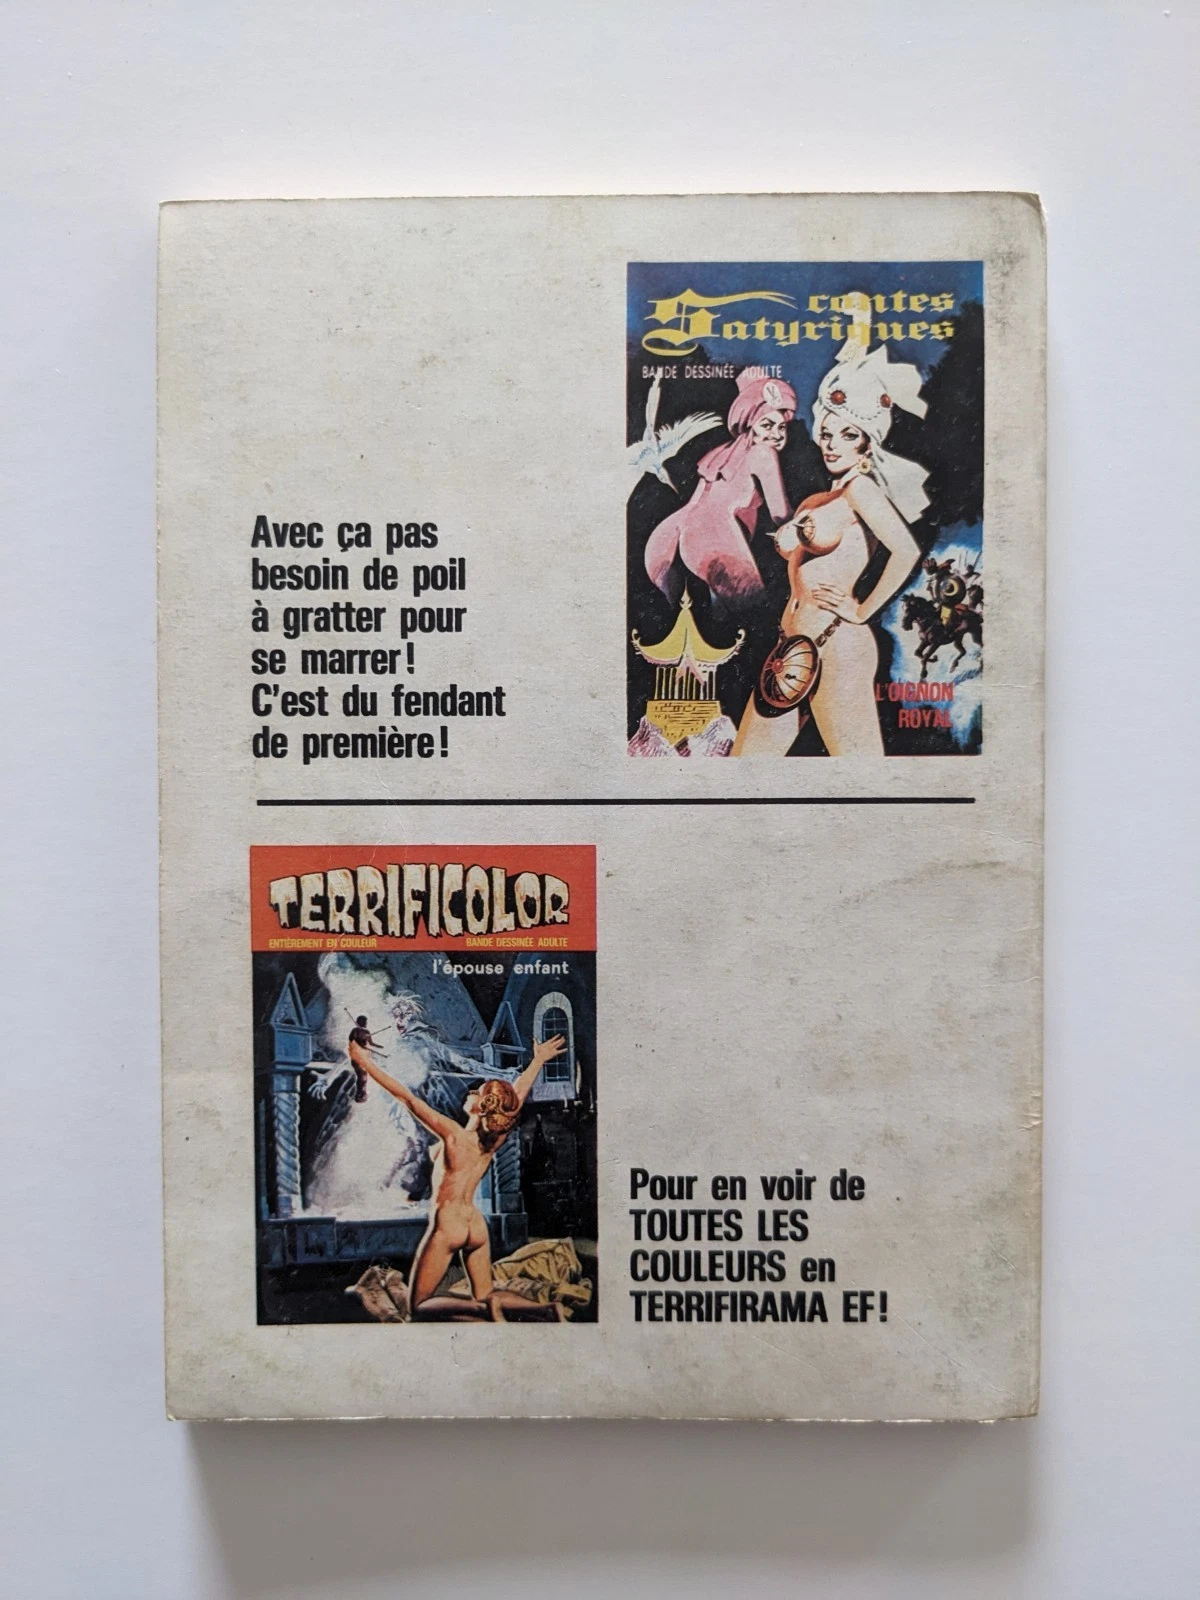 contes
Satyriques
BANDE DESSINÉE ADULTE
L'OIGNON
ROYAL
Avec ça pas
besoin de poil
à gratter pour
se marrer!
C'est du fendant
de première!
TERRIFICOLOR
ENTIÈREMENT EN COULEUR
BANDE DESSINÉE ADULTE
l'épouse enfant
Pour en voir de
TOUTES LES
COULEURS en
TERRIFIRAMA EF!